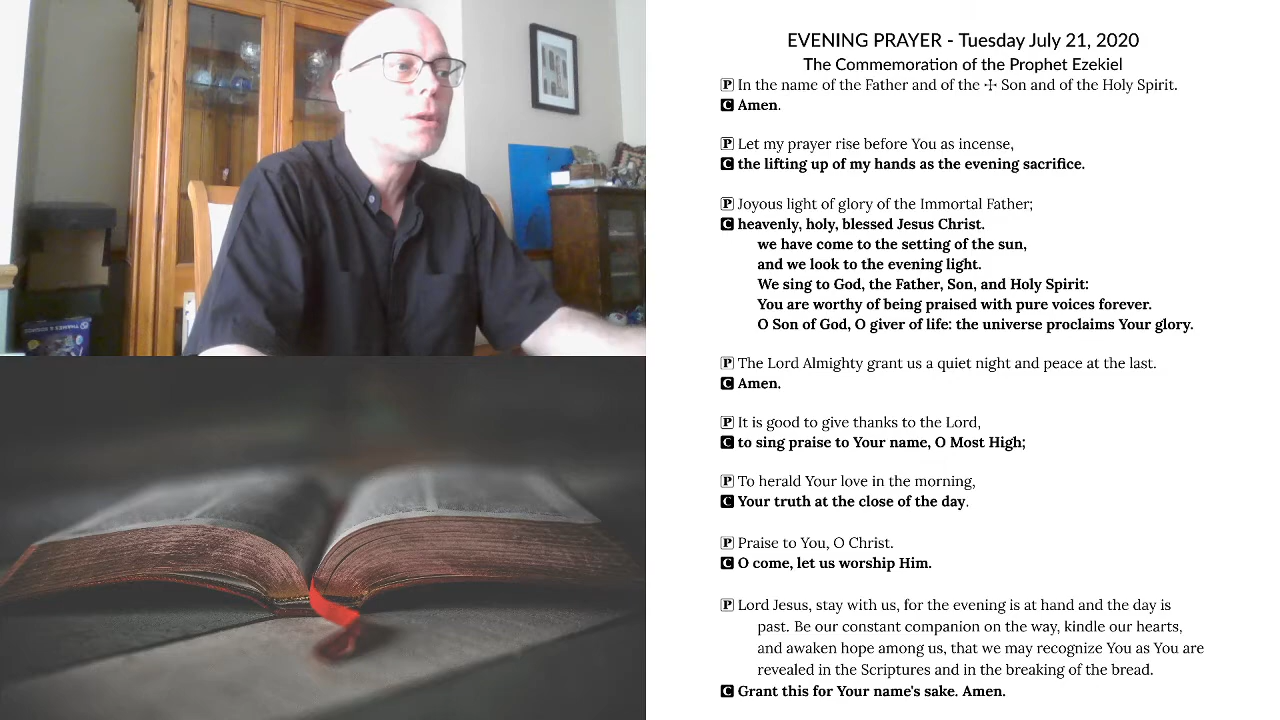 EVENING PRAYER - Tuesday July 21, 2020
The Commemoration of the Prophet Ezekiel
P In the name of the Father and of the ☩ Son and of the Holy Spirit.
C Amen.
P Let my prayer rise before You as incense,
C the lifting up of my hands as the evening sacrifice.
P Joyous light of glory of the Immortal Father;
C heavenly, holy, blessed Jesus Christ.
we have come to the setting of the sun,
and we look to the evening light.
We sing to God, the Father, Son, and Holy Spirit:
You are worthy of being praised with pure voices forever.
O Son of God, O giver of life: the universe proclaims Your glory.
P The Lord Almighty grant us a quiet night and peace at the last.
C Amen.
P It is good to give thanks to the Lord,
C to sing praise to Your name, O Most High;
P To herald Your love in the morning,
C Your truth at the close of the day.
P Praise to You, O Christ.
C O come, let us worship Him.
P Lord Jesus, stay with us, for the evening is at hand and the day is
past. Be our constant companion on the way, kindle our hearts,
and awaken hope among us, that we may recognize You as You are
revealed in the Scriptures and in the breaking of the bread.
C Grant this for Your name's sake. Amen.